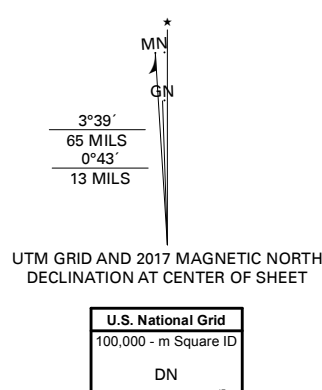 ★
MN
GN
3°39´
65 MILS
0°43´
13 MILS
UTM GRID AND 2017 MAGNETIC NORTH
DECLINATION AT CENTER OF SHEET
U.S. National Grid
100,000 - m Square ID
DN